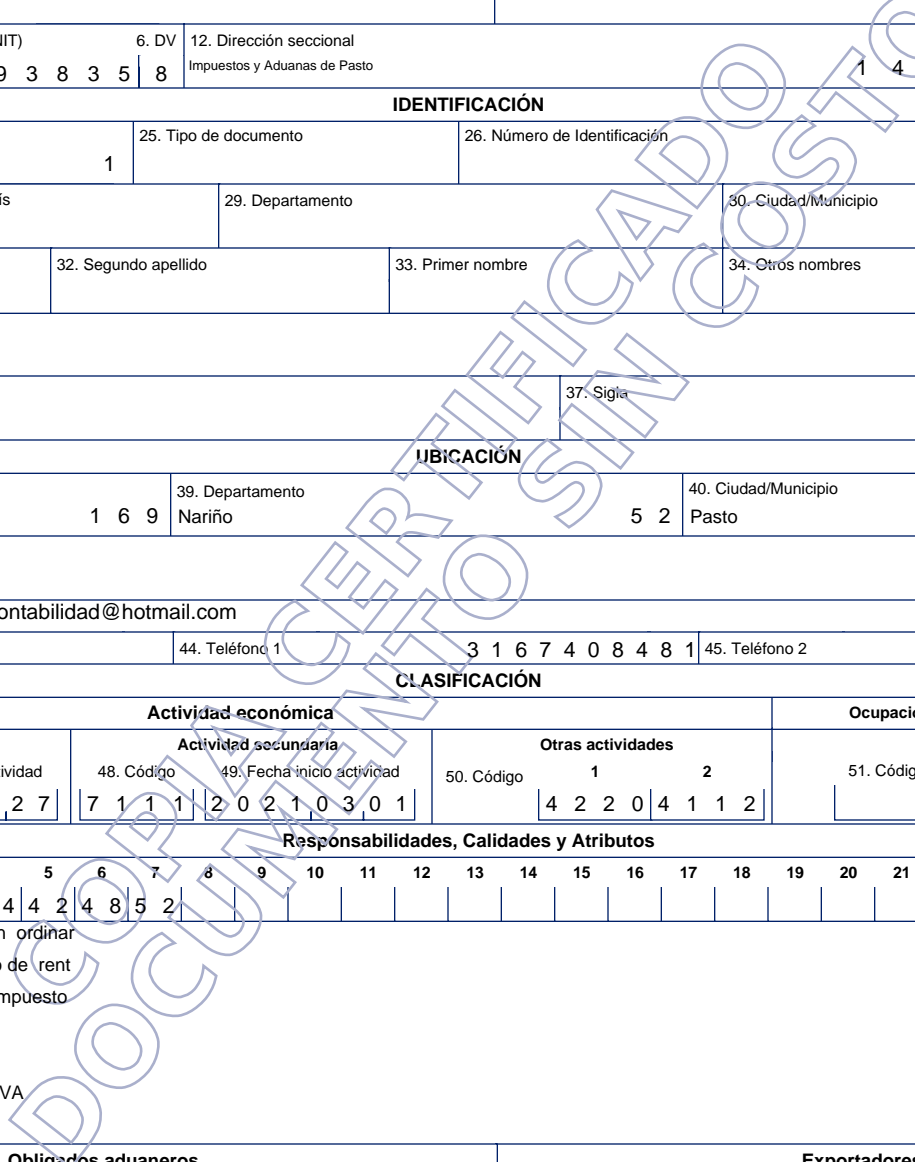 NIT) 6. DV 12. Dirección seccional
9 3 8 3 5 8 Impuestos y Aduanas de Pasto 1 4
IDENTIFICACIÓN
25. Tipo de documento 26. Número de Identificación
1
ís 29. Departamento 30. Ciudad/Municipio
32. Segundo apellido 33. Primer nombre 34. Otros nombres
37. Sigla
UBICACIÓN
39. Departamento 40. Ciudad/Municipio
1 6 9 Nariño 5 2 Pasto
ontabilidad@hotmail.com
44. Teléfono 1 3 1 6 7 4 0 8 4 8 1 45. Teléfono 2
CLASIFICACIÓN
Actividad económica Ocupació
Actividad secundaria Otras actividades
ividad 48. Código 49. Fecha inicio actividad 50. Código 1 2 51. Códig
2 7 7 1 1 1 2 0 2 1 0 3 0 1 4 2 2 0 4 1 1 2
Responsabilidades, Calidades y Atributos
5 6 7 8 9 10 11 12 13 14 15 16 17 18 19 20 21
4 4 2 4 8 5 2
n ordinar
o de rent
mpuesto
VA
Obligados aduaneros Exportadores
COPIA CERTIFICADO
DOCUMENTO SIN COSTO